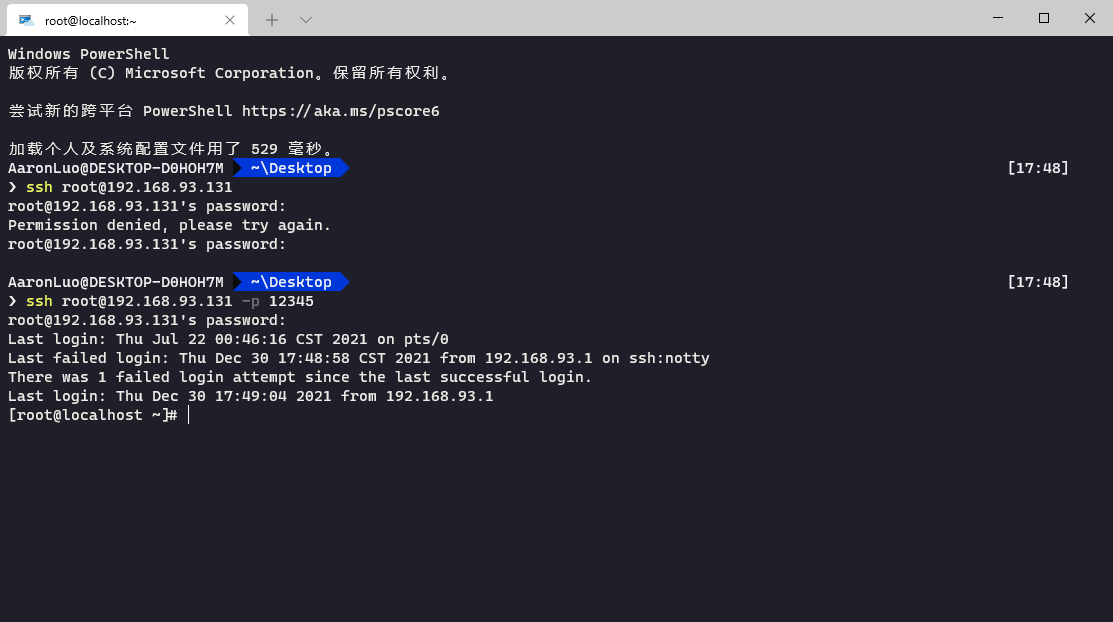 root@localhost:~
Windows PowerShell
版权所有 (C) Microsoft Corporation。保留所有权利。
尝试新的跨平台 PowerShell https://aka.ms/pscore6
加载个人及系统配置文件用了 529 毫秒。
AaronLuo@DESKTOP-D0HOH7M ~\Desktop [17:48]
❯ ssh root@192.168.93.131
root@192.168.93.131's password:
Permission denied, please try again.
root@192.168.93.131's password:
AaronLuo@DESKTOP-D0HOH7M ~\Desktop [17:48]
❯ ssh root@192.168.93.131 -p 12345
root@192.168.93.131's password:
Last login: Thu Jul 22 00:46:16 CST 2021 on pts/0
Last failed login: Thu Dec 30 17:48:58 CST 2021 from 192.168.93.1 on ssh:notty
There was 1 failed login attempt since the last successful login.
Last login: Thu Dec 30 17:49:04 2021 from 192.168.93.1
[root@localhost ~]#